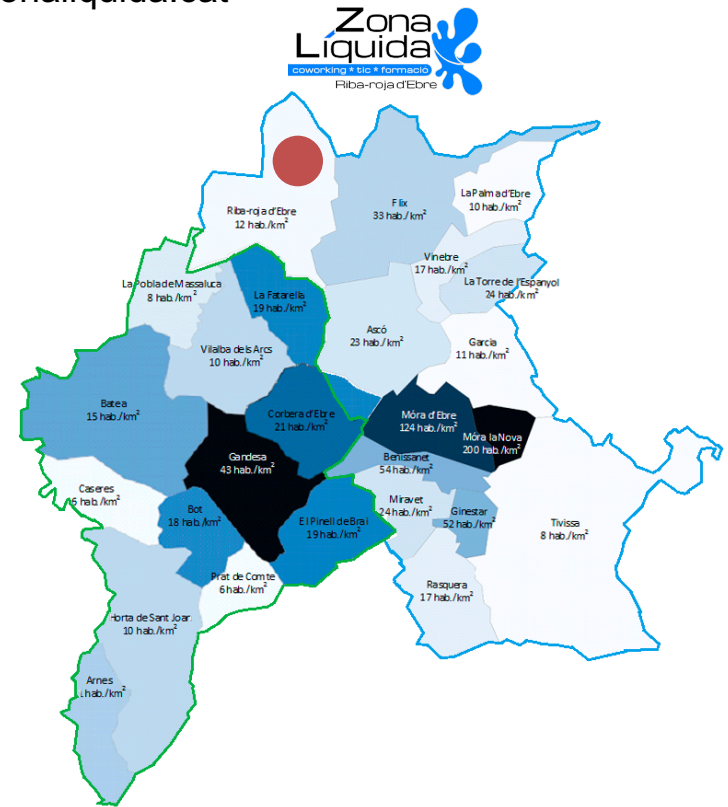 onaliquida.cat
Zona
Líquida
coworking * tic * formació
Riba-roja d'Ebre
Riba-roja d'Ebre
12 hab./km²
Flix
33 hab./km²
La Palma d'Ebre
10 hab./km²
Vinebre
17 hab./km²
La Torre de l'Espanyol
24 hab./km²
La Pobla de Massaluca
8 hab./km²
La Fatarella
19 hab./km²
Ascó
23 hab./km²
Garcia
11 hab./km²
Vilalba dels Arcs
10 hab./km²
Batea
15 hab./km²
Corbera d'Ebre
21 hab./km²
Móra d'Ebre
124 hab./km²
Móra la Nova
200 hab./km²
Gandesa
43 hab./km²
Benissanet
54 hab./km²
Caseres
6 hab./km²
Bot
18 hab./km²
El Pinell de Brai
19 hab./km²
Miravet
24 hab./km²
Ginestar
52 hab./km²
Tivissa
8 hab./km²
Prat de Comte
6 hab./km²
Rasquera
17 hab./km²
Horta de Sant Joan
10 hab./km²
Arnes
hab./km²